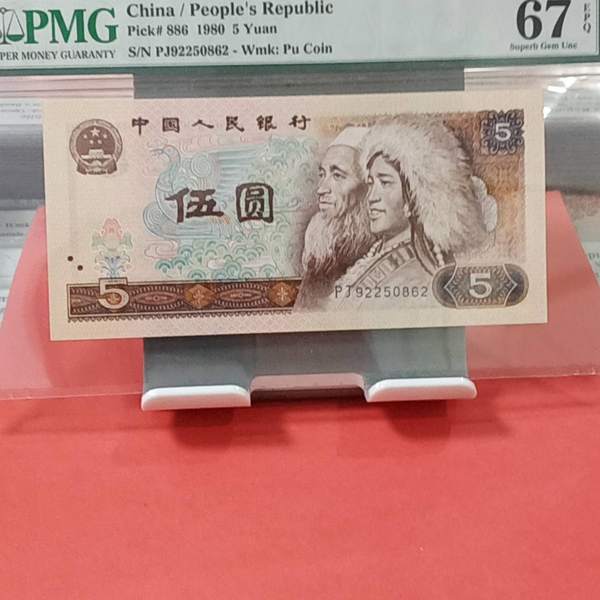 PMG
PER MONEY GUARANTY
China / People's Republic
Pick# 886 1980 5 Yuan
S/N PJ92250862 - Wmk: Pu Coin
67 EPQ
Superb Gem Unc
中国人民银行
5
伍圆
5
PJ92250862
5